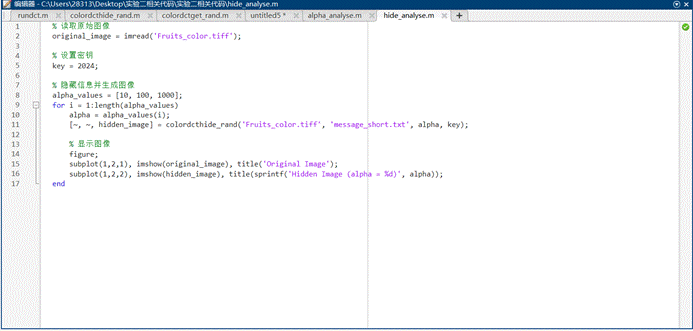 编辑器 - C:\Users\28313\Desktop\实验二相关代码\实验二相关代码\hide_analyse.m
rundct.m colordcthide_rand.m colordctget_rand.m untitled5 * alpha_analyse.m hide_analyse.m
1 % 读取原始图像
2 original_image = imread('Fruits_color.tiff');
3
4 % 设置密钥
5 key = 2024;
6
7 % 隐藏信息并生成图像
8 alpha_values = [10, 100, 1000];
9 for i = 1:length(alpha_values)
10 alpha = alpha_values(i);
11 [~, ~, hidden_image] = colordcthide_rand('Fruits_color.tiff', 'message_short.txt', alpha, key);
12
13 % 显示图像
14 figure;
15 subplot(1,2,1), imshow(original_image), title('Original Image');
16 subplot(1,2,2), imshow(hidden_image), title(sprintf('Hidden Image (alpha = %d)', alpha));
17 end